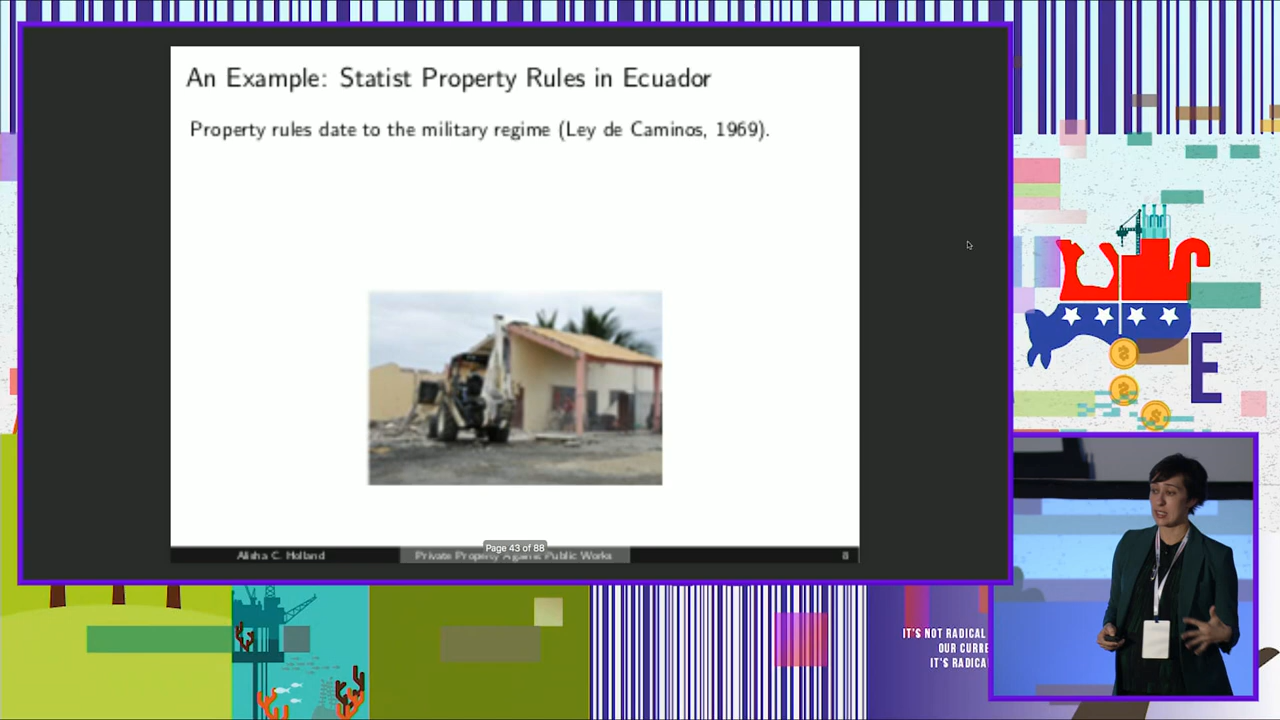 An Example: Statist Property Rules in Ecuador
Property rules date to the military regime (Ley de Caminos, 1969).
Page 43 of 88
Alisha C. Holland
Private Property Against Public Works
8
E
IT'S NOT RADICAL
OUR CURRE
IT'S RADICA